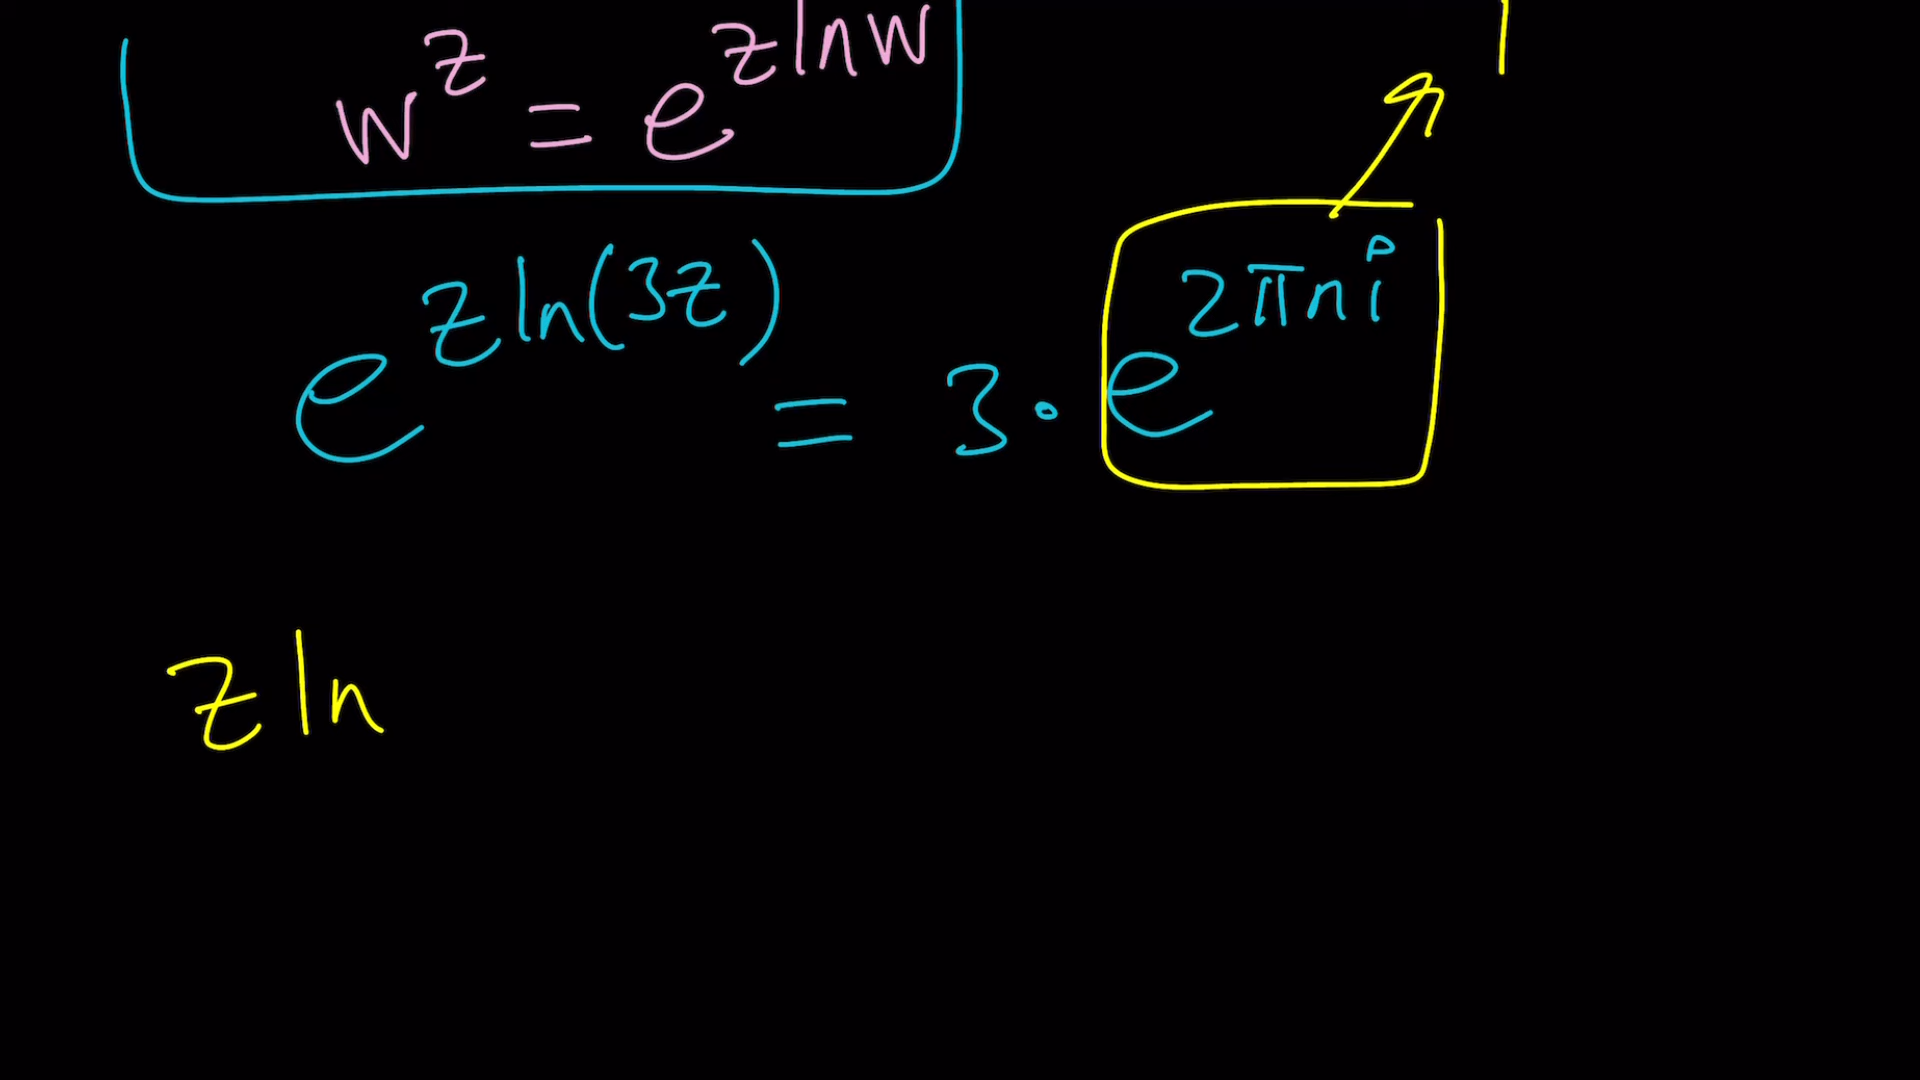 w^z = e^{z ln w}
1
e^{z ln(3z)} = 3 · e^{2πni}
z ln